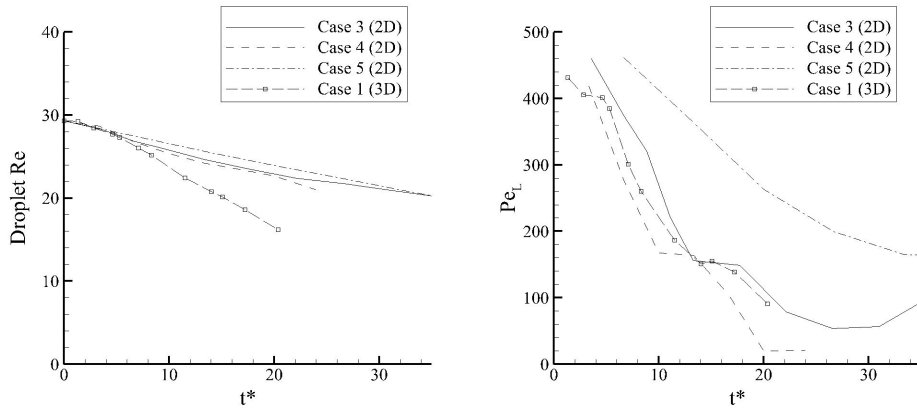 Case 3 (2D)
Case 4 (2D)
Case 5 (2D)
Case 1 (3D)
40
30
20
10
0
Droplet Re
0
10
20
30
t*
Case 3 (2D)
Case 4 (2D)
Case 5 (2D)
Case 1 (3D)
500
400
300
200
100
0
Pe_L
0
10
20
30
t*